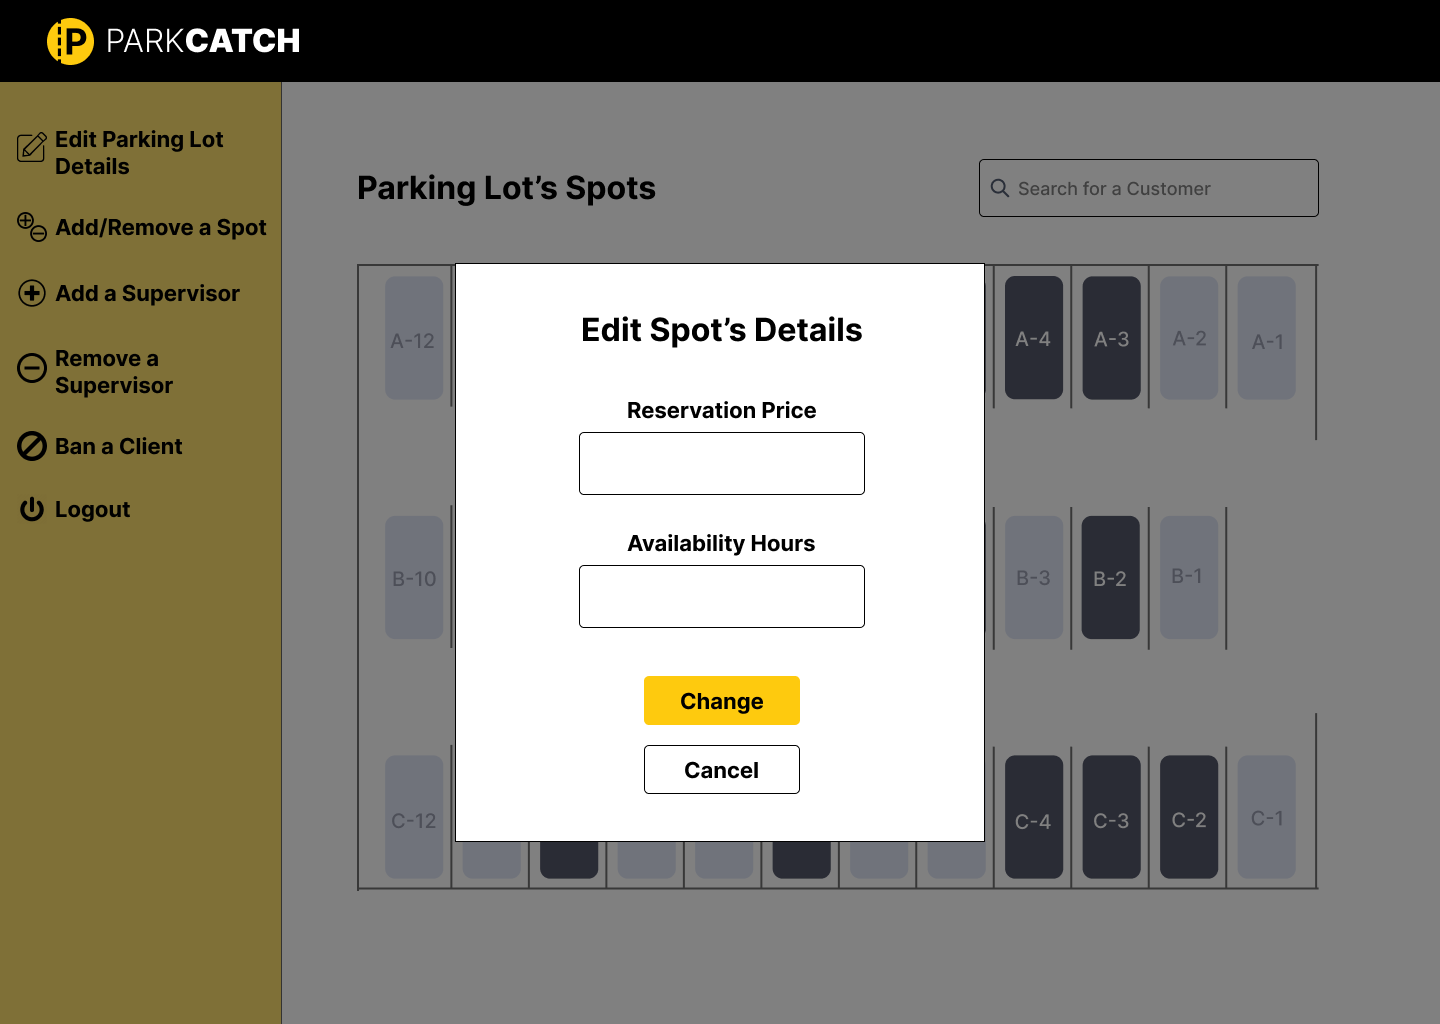 P PARKCATCH
Edit Parking Lot
Details
Add/Remove a Spot
Add a Supervisor
Remove a
Supervisor
Ban a Client
Logout
Parking Lot’s Spots
Search for a Customer
A-12
A-4
A-3
A-2
A-1
Edit Spot’s Details
Reservation Price
Availability Hours
Change
Cancel
B-10
B-3
B-2
B-1
C-12
C-4
C-3
C-2
C-1